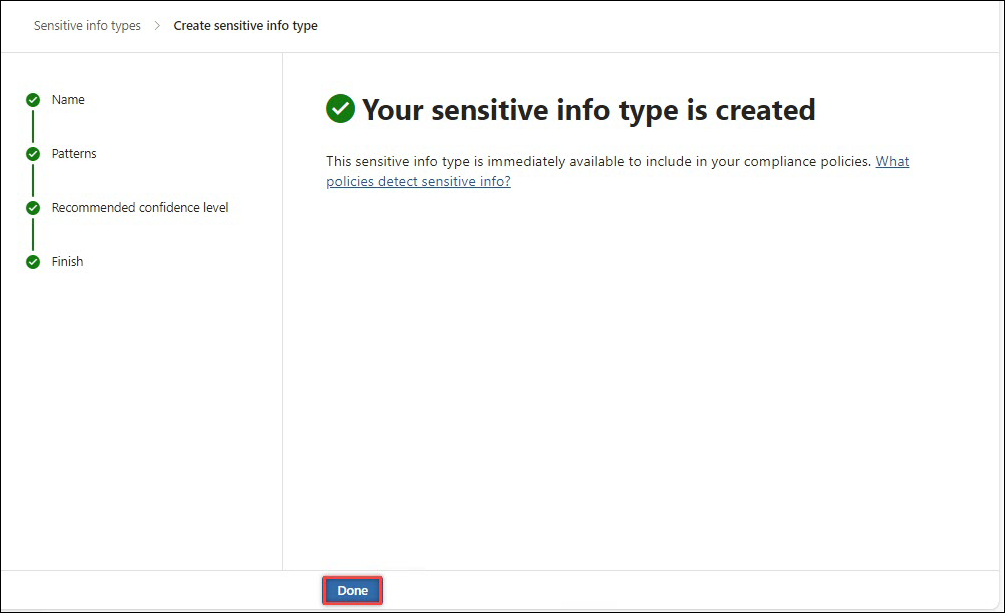 Sensitive info types > Create sensitive info type
Name
Patterns
Recommended confidence level
Finish
Your sensitive info type is created
This sensitive info type is immediately available to include in your compliance policies. What
policies detect sensitive info?
Done